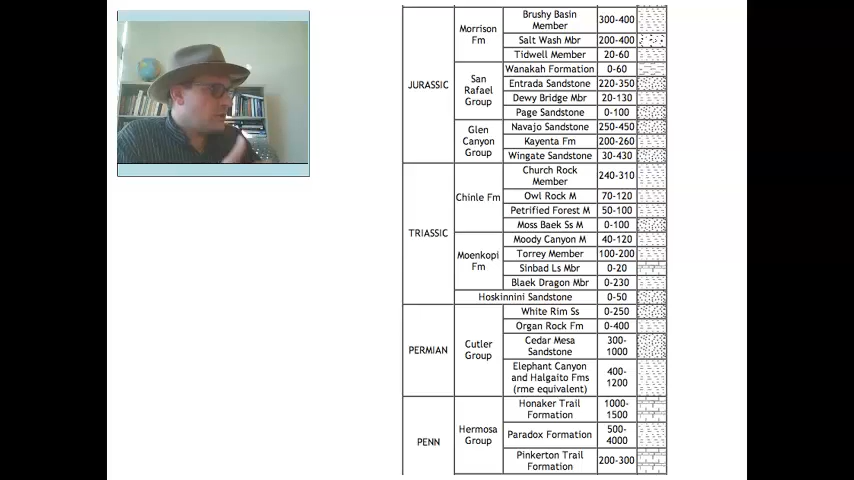 JURASSIC
Morrison
Fm
Brushy Basin
Member
300-400
Salt Wash Mbr
200-400
Tidwell Member
20-60
San
Rafael
Group
Wanakah Formation
0-60
Entrada Sandstone
220-350
Dewy Bridge Mbr
20-130
Page Sandstone
0-100
Glen
Canyon
Group
Navajo Sandstone
250-450
Kayenta Fm
200-260
Wingate Sandstone
30-430
TRIASSIC
Chinle Fm
Church Rock
Member
240-310
Owl Rock M
70-120
Petrified Forest M
50-100
Moss Baek Ss M
0-100
Moenkopi
Fm
Moody Canyon M
40-120
Torrey Member
100-200
Sinbad Ls Mbr
0-20
Blaek Dragon Mbr
0-230
Hoskinnini Sandstone
0-50
PERMIAN
Cutler
Group
White Rim Ss
0-250
Organ Rock Fm
0-400
Cedar Mesa
Sandstone
300-
1000
Elephant Canyon
and Halgaito Fms
(rme equivalent)
400-
1200
PENN
Hermosa
Group
Honaker Trail
Formation
1000-
1500
Paradox Formation
500-
4000
Pinkerton Trail
Formation
200-300